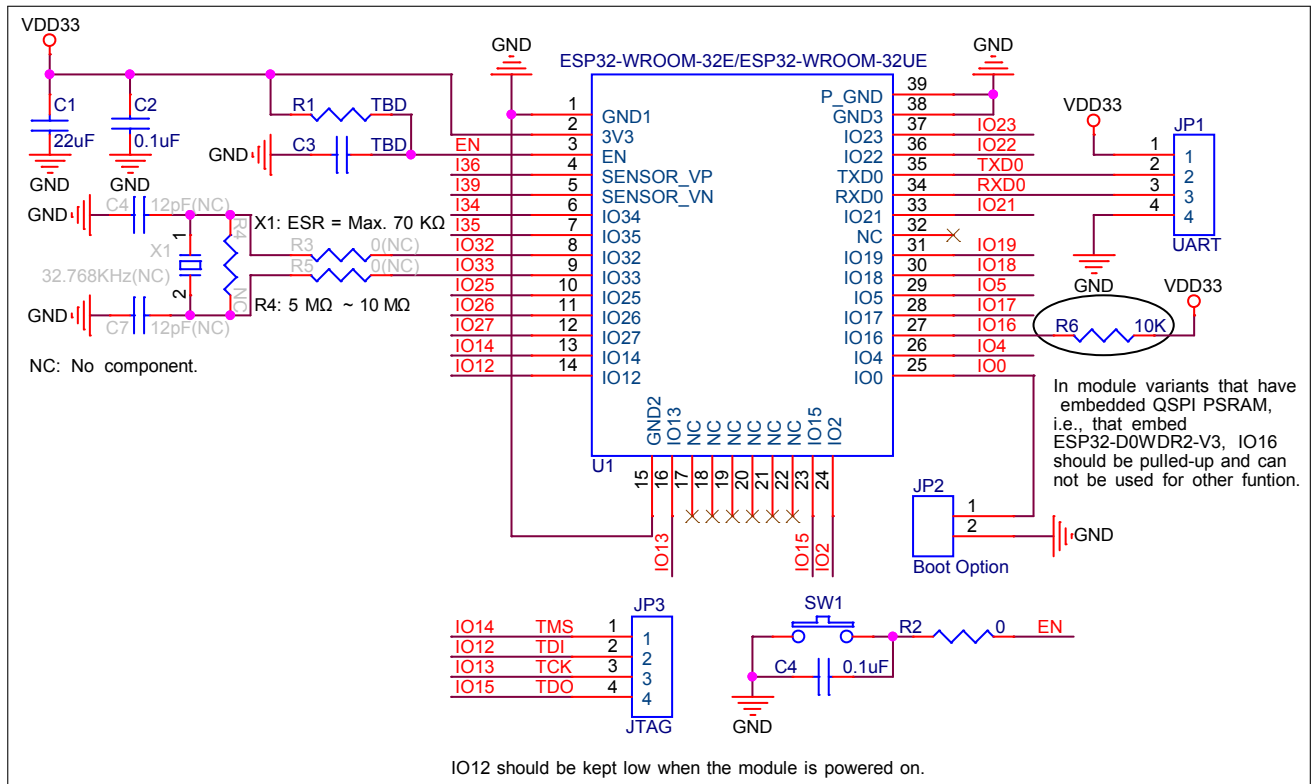 VDD33
C1
22uF
GND
C2
0.1uF
GND
R1 TBD
GND C3 TBD
EN
I36
I39
I34
I35
IO32
IO33
IO25
IO26
IO27
IO14
IO12
GND C4 12pF(NC)
1
X1
32.768KHz(NC)
2
GND C7 12pF(NC)
R4
NC
X1: ESR = Max. 70 KΩ
R3 0(NC)
R5 0(NC)
R4: 5 MΩ ~ 10 MΩ
NC: No component.
GND
ESP32-WROOM-32E/ESP32-WROOM-32UE
1 GND1
2 3V3
3 EN
4 SENSOR_VP
5 SENSOR_VN
6 IO34
7 IO35
8 IO32
9 IO33
10 IO25
11 IO26
12 IO27
13 IO14
14 IO12
U1
GND2 15
IO13 16
NC 17
NC 18
NC 19
NC 20
NC 21
NC 22
IO15 23
IO2 24
IO13
IO15
IO2
GND
P_GND 39
GND3 38
IO23 37 IO23
IO22 36 IO22
TXD0 35 TXD0
RXD0 34 RXD0
IO21 33 IO21
NC 32
IO19 31 IO19
IO18 30 IO18
IO5 29 IO5
IO17 28 IO17
IO16 27 IO16
IO4 26 IO4
IO0 25 IO0
VDD33
JP1
1 1
2 2
3 3
4 4
UART
GND
VDD33
R6 10K
In module variants that have
embedded QSPI PSRAM,
i.e., that embed
ESP32-D0WDR2-V3, IO16
should be pulled-up and can
not be used for other funtion.
JP2
1
2
GND
Boot Option
JP3
IO14 TMS 1 1
IO12 TDI 2 2
IO13 TCK 3 3
IO15 TDO 4 4
JTAG
SW1
R2 0 EN
C4 0.1uF
GND
IO12 should be kept low when the module is powered on.